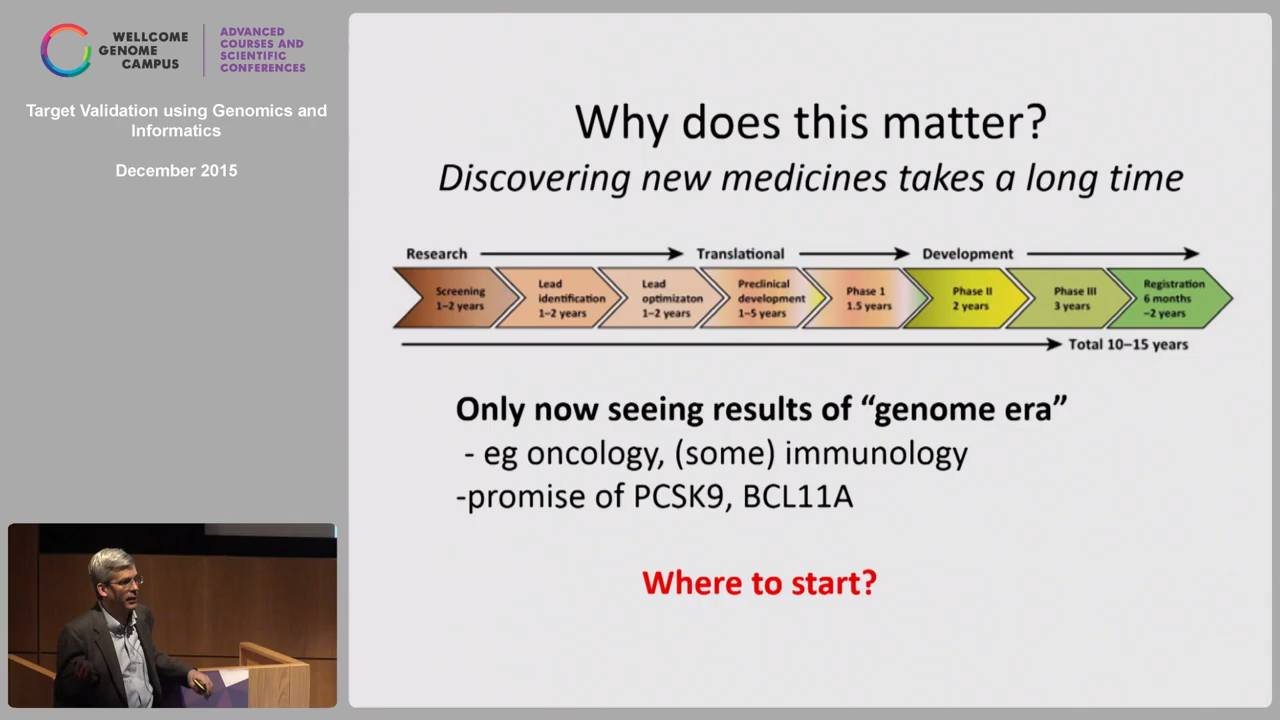 WELLCOME
GENOME
CAMPUS
ADVANCED
COURSES AND
SCIENTIFIC
CONFERENCES
Target Validation using Genomics and
Informatics
December 2015
Why does this matter?
Discovering new medicines takes a long time
Research
Translational
Development
Screening
1–2 years
Lead
identification
1–2 years
Lead
optimizaton
1–2 years
Preclinical
development
1–5 years
Phase 1
1.5 years
Phase II
2 years
Phase III
3 years
Registration
6 months
–2 years
Total 10–15 years
Only now seeing results of “genome era”
- eg oncology, (some) immunology
-promise of PCSK9, BCL11A
Where to start?